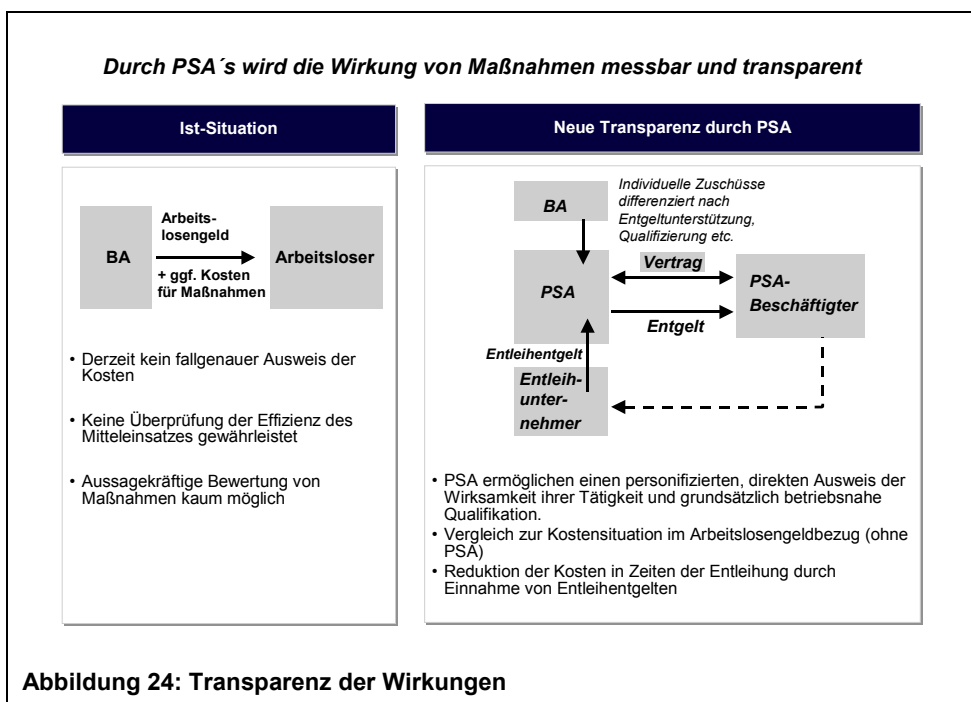 Durch PSA´s wird die Wirkung von Maßnahmen messbar und transparent
Ist-Situation
BA
Arbeits-
losengeld
+ ggf. Kosten
für Maßnahmen
Arbeitsloser
• Derzeit kein fallgenauer Ausweis der
Kosten
• Keine Überprüfung der Effizienz des
Mitteleinsatzes gewährleistet
• Aussagekräftige Bewertung von
Maßnahmen kaum möglich
Neue Transparenz durch PSA
BA
Individuelle Zuschüsse
differenziert nach
Entgeltunterstützung,
Qualifizierung etc.
PSA
Vertrag
Entgelt
PSA-
Beschäftigter
Entleihentgelt
Entleih-
unter-
nehmer
• PSA ermöglichen einen personifizierten, direkten Ausweis der
Wirksamkeit ihrer Tätigkeit und grundsätzlich betriebsnahe
Qualifikation.
• Vergleich zur Kostensituation im Arbeitslosengeldbezug (ohne
PSA)
• Reduktion der Kosten in Zeiten der Entleihung durch
Einnahme von Entleihentgelten
Abbildung 24: Transparenz der Wirkungen